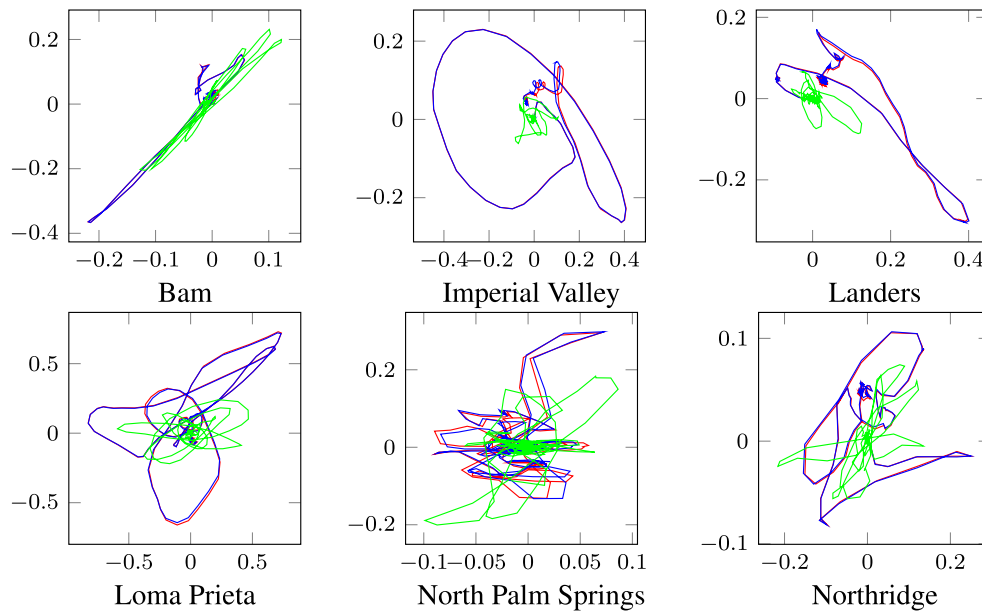 0.2
0
−0.2
−0.4
−0.2 −0.1 0 0.1
Bam
0.2
0
−0.2
−0.4 −0.2 0 0.2 0.4
Imperial Valley
0.2
0
−0.2
0 0.2 0.4
Landers
0.5
0
−0.5
−0.5 0 0.5
Loma Prieta
0.2
0
−0.2
−0.1 −0.05 0 0.05 0.1
North Palm Springs
0.1
0
−0.1
−0.2 0 0.2
Northridge